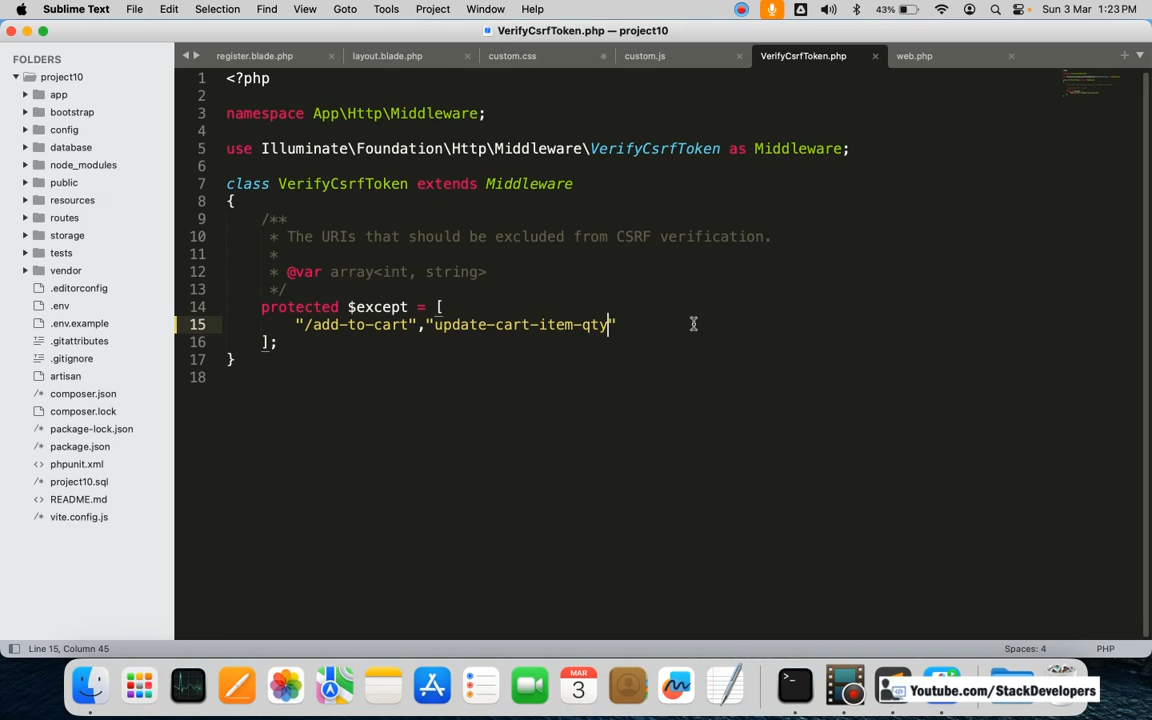 Sublime Text File Edit Selection Find View Goto Tools Project Window Help 43% Sun 3 Mar 1:23 PM
VerifyCsrfToken.php — project10
FOLDERS
project10
app
bootstrap
config
database
node_modules
public
resources
routes
storage
tests
vendor
.editorconfig
.env
.env.example
.gitattributes
.gitignore
artisan
composer.json
composer.lock
package-lock.json
package.json
phpunit.xml
project10.sql
README.md
vite.config.js
register.blade.php layout.blade.php custom.css custom.js VerifyCsrfToken.php web.php
1 <?php
2
3 namespace App\Http\Middleware;
4
5 use Illuminate\Foundation\Http\Middleware\VerifyCsrfToken as Middleware;
6
7 class VerifyCsrfToken extends Middleware
8 {
9 /**
10 * The URIs that should be excluded from CSRF verification.
11 *
12 * @var array<int, string>
13 */
14 protected $except = [
15 "/add-to-cart","update-cart-item-qty"
16 ];
17 }
18
Line 15, Column 45 Spaces: 4 PHP
MAR
3
Youtube.com/StackDevelopers